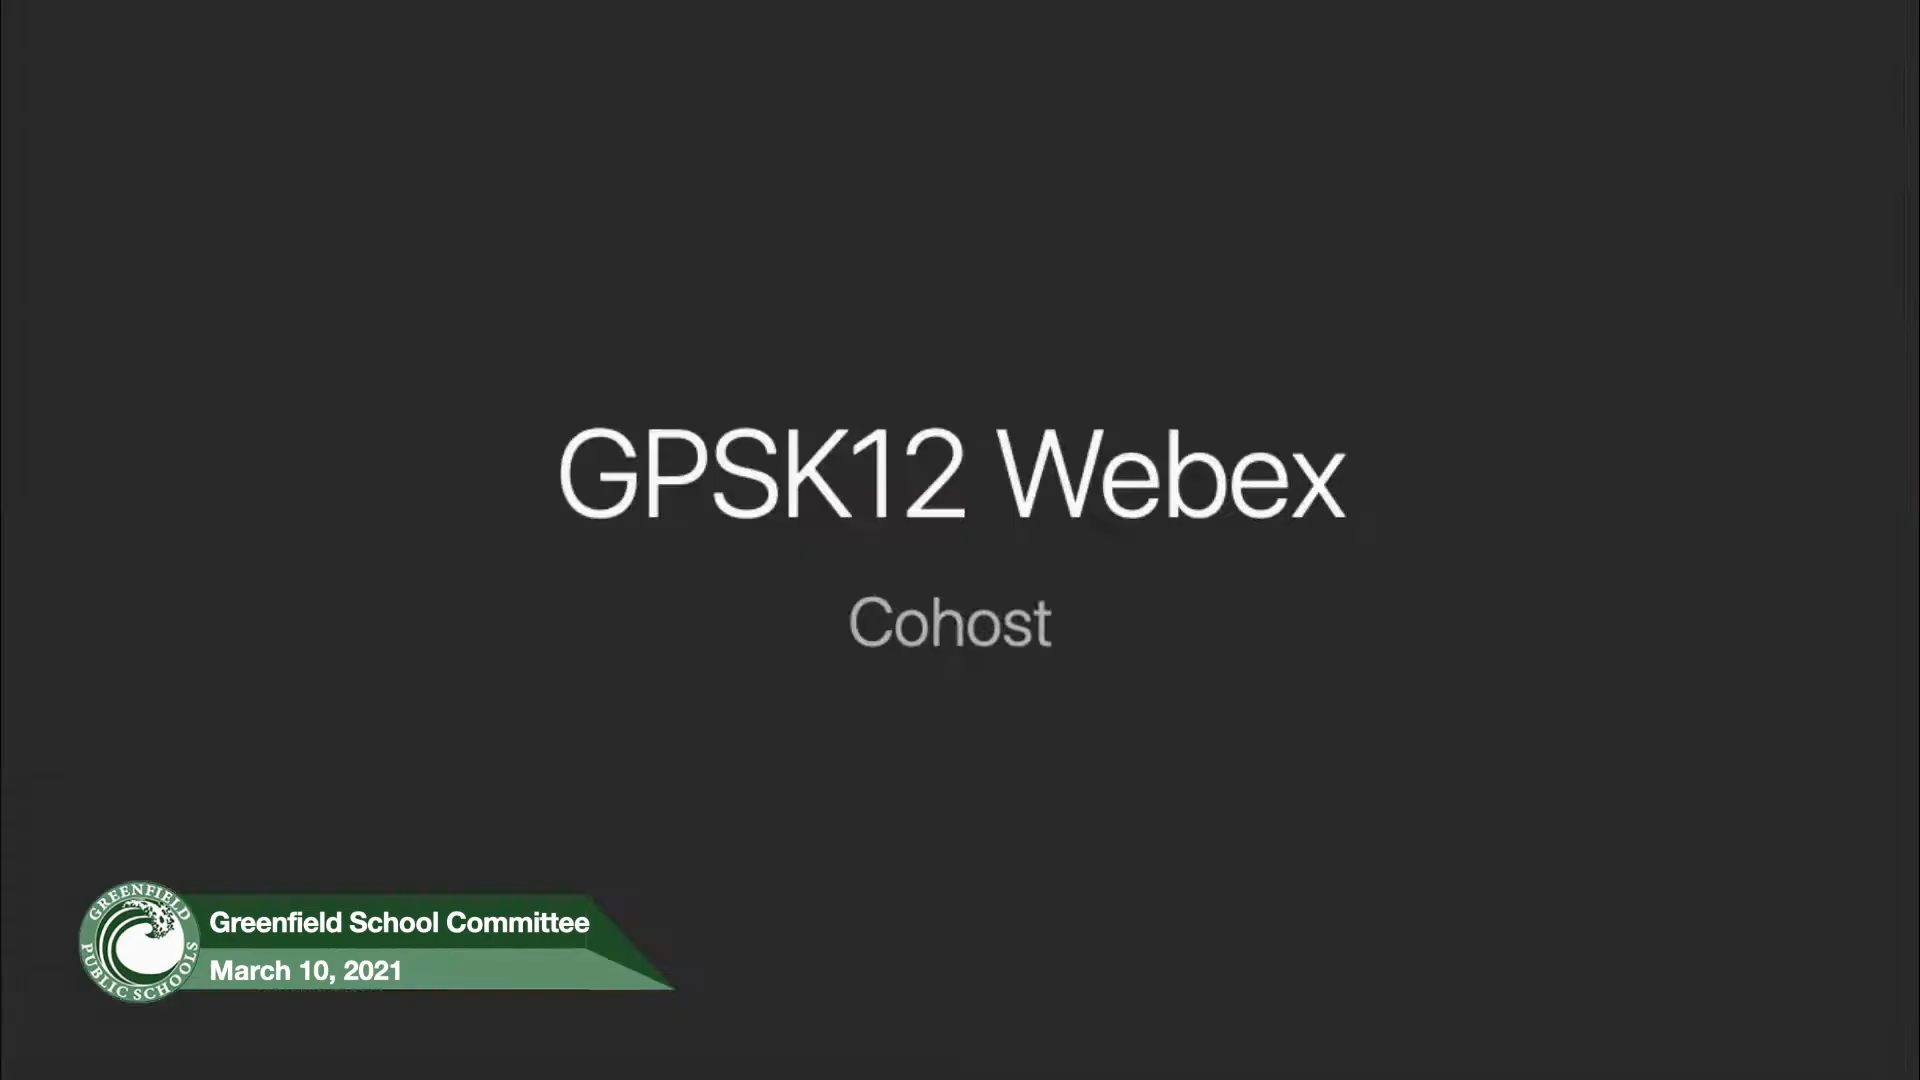 GPSK12 Webex
Cohost
GREENFIELD
PUBLIC SCHOOLS
Greenfield School Committee
March 10, 2021